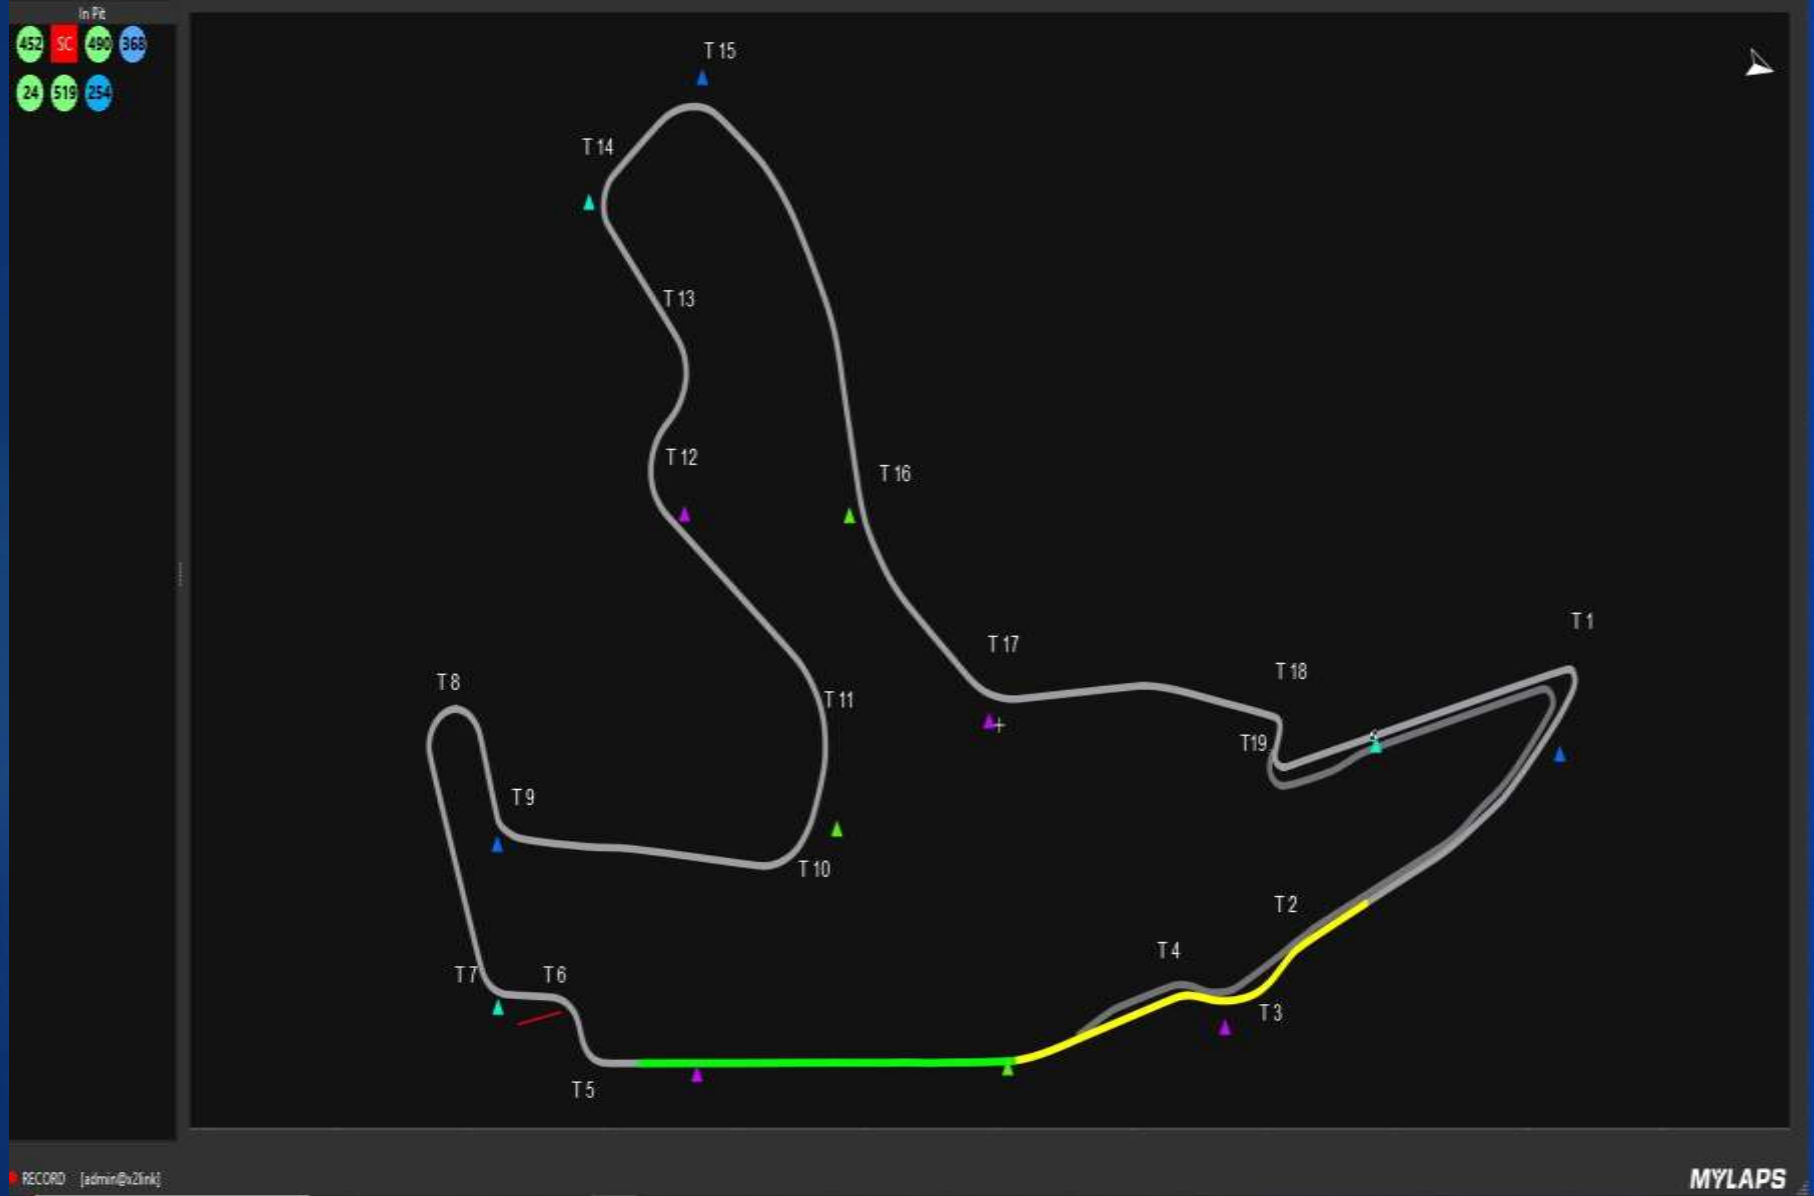 In Pit
452 SC 490 368
24 519 254
T 15
T 14
T 13
T 12
T 16
T 1
T 17
T 18
T 8
T 11
T19
T 9
T 10
T 2
T 4
T 7
T 6
T 3
T 5
RECORD [admin@x2link]
MYLAPS